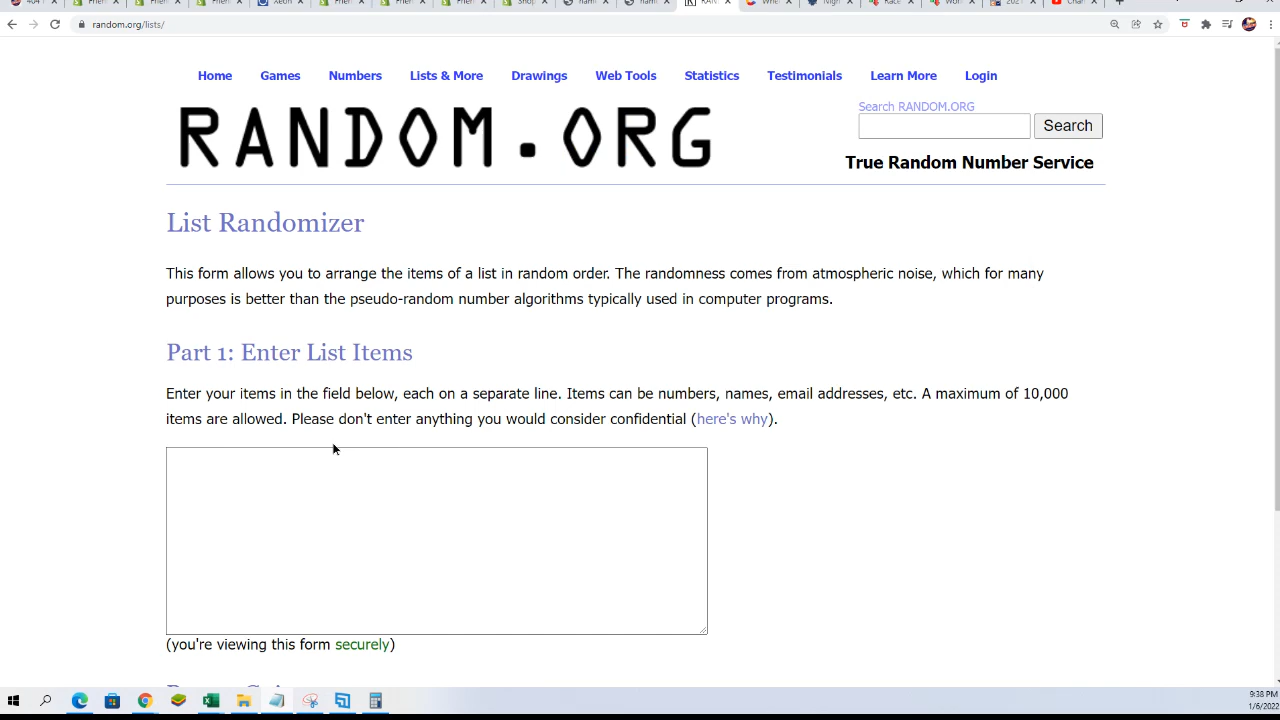 random.org/lists/
Home Games Numbers Lists & More Drawings Web Tools Statistics Testimonials Learn More Login
RANDOM.ORG
Search RANDOM.ORG
Search
True Random Number Service
List Randomizer
This form allows you to arrange the items of a list in random order. The randomness comes from atmospheric noise, which for many
purposes is better than the pseudo-random number algorithms typically used in computer programs.
Part 1: Enter List Items
Enter your items in the field below, each on a separate line. Items can be numbers, names, email addresses, etc. A maximum of 10,000
items are allowed. Please don't enter anything you would consider confidential (here's why).
(you're viewing this form securely)
9:38 PM
1/6/2022